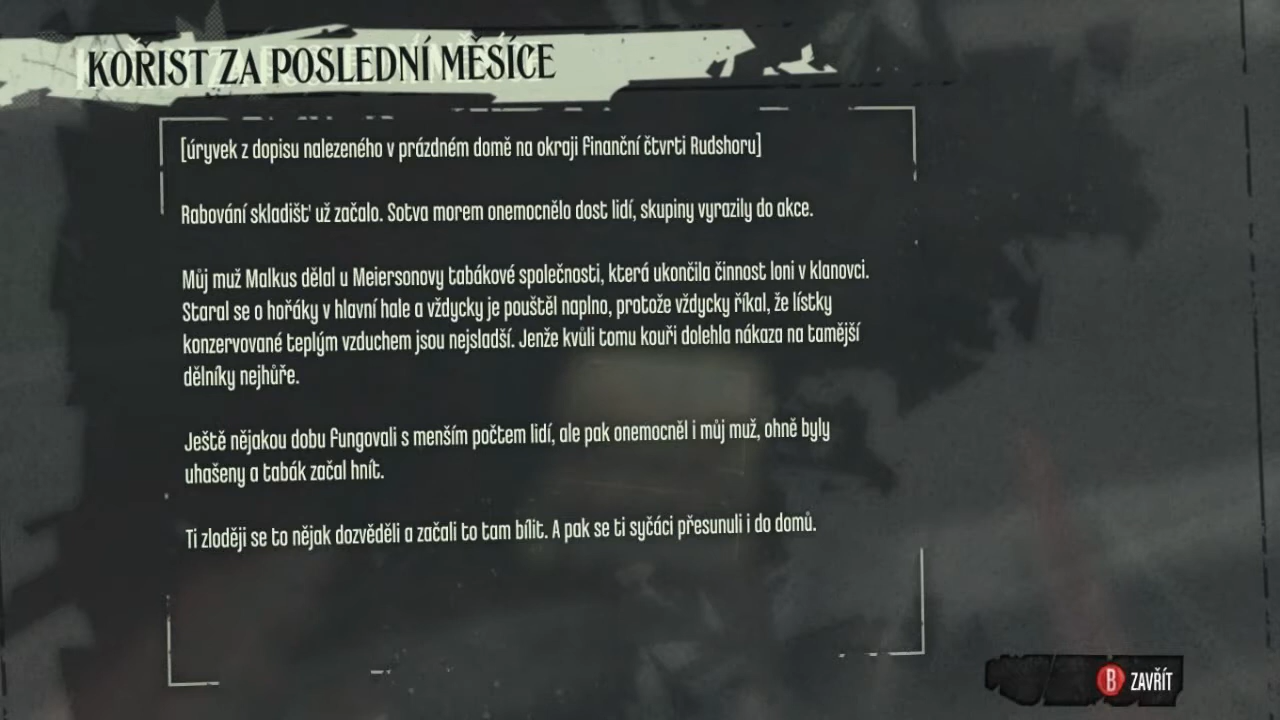 KOŘIST ZA POSLEDNÍ MĚSÍCE
[úryvek z dopisu nalezeného v prázdném domě na okraji finanční čtvrti Rudshoru]
Rabování skladišť už začalo. Sotva morem onemocnělo dost lidí, skupiny vyrazily do akce.
Můj muž Malkus dělal u Meiersonovy tabákové společnosti, která ukončila činnost loni v klanovci.
Staral se o hořáky v hlavní hale a vždycky je pouštěl naplno, protože vždycky říkal, že lístky
konzervované teplým vzduchem jsou nejsladší. Jenže kvůli tomu kouři dolehla nákaza na tamější
dělníky nejhůře.
Ještě nějakou dobu fungovali s menším počtem lidí, ale pak onemocněl i můj muž, ohně byly
uhašeny a tabák začal hnít.
Ti zloději se to nějak dozvěděli a začali to tam bílit. A pak se ti syčáci přesunuli i do domů.
B ZAVŘÍT